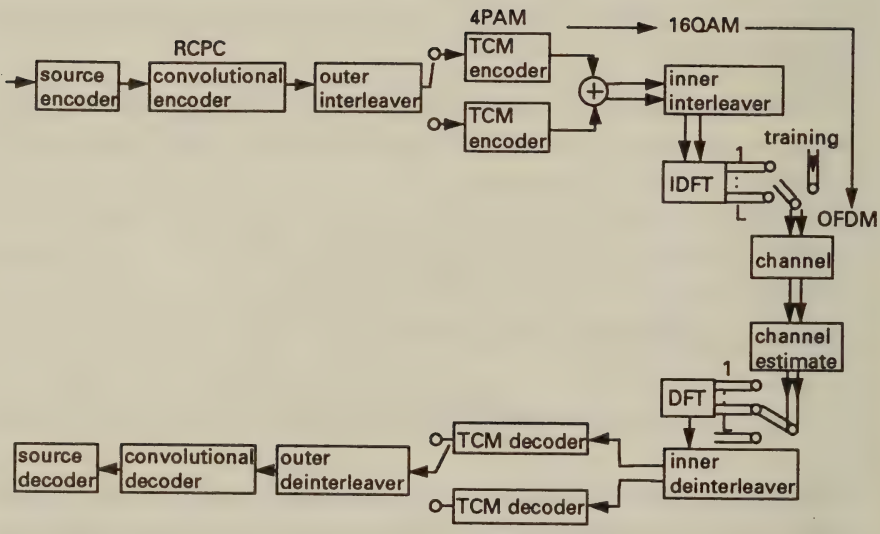 4PAM
16QAM
RCPC
source
encoder
convolutional
encoder
outer
interleaver
TCM
encoder
TCM
encoder
+
inner
interleaver
training
IDFT
1
L
OFDM
channel
channel
estimate
DFT
1
L
inner
deinterleaver
TCM decoder
TCM decoder
outer
deinterleaver
convolutional
decoder
source
decoder